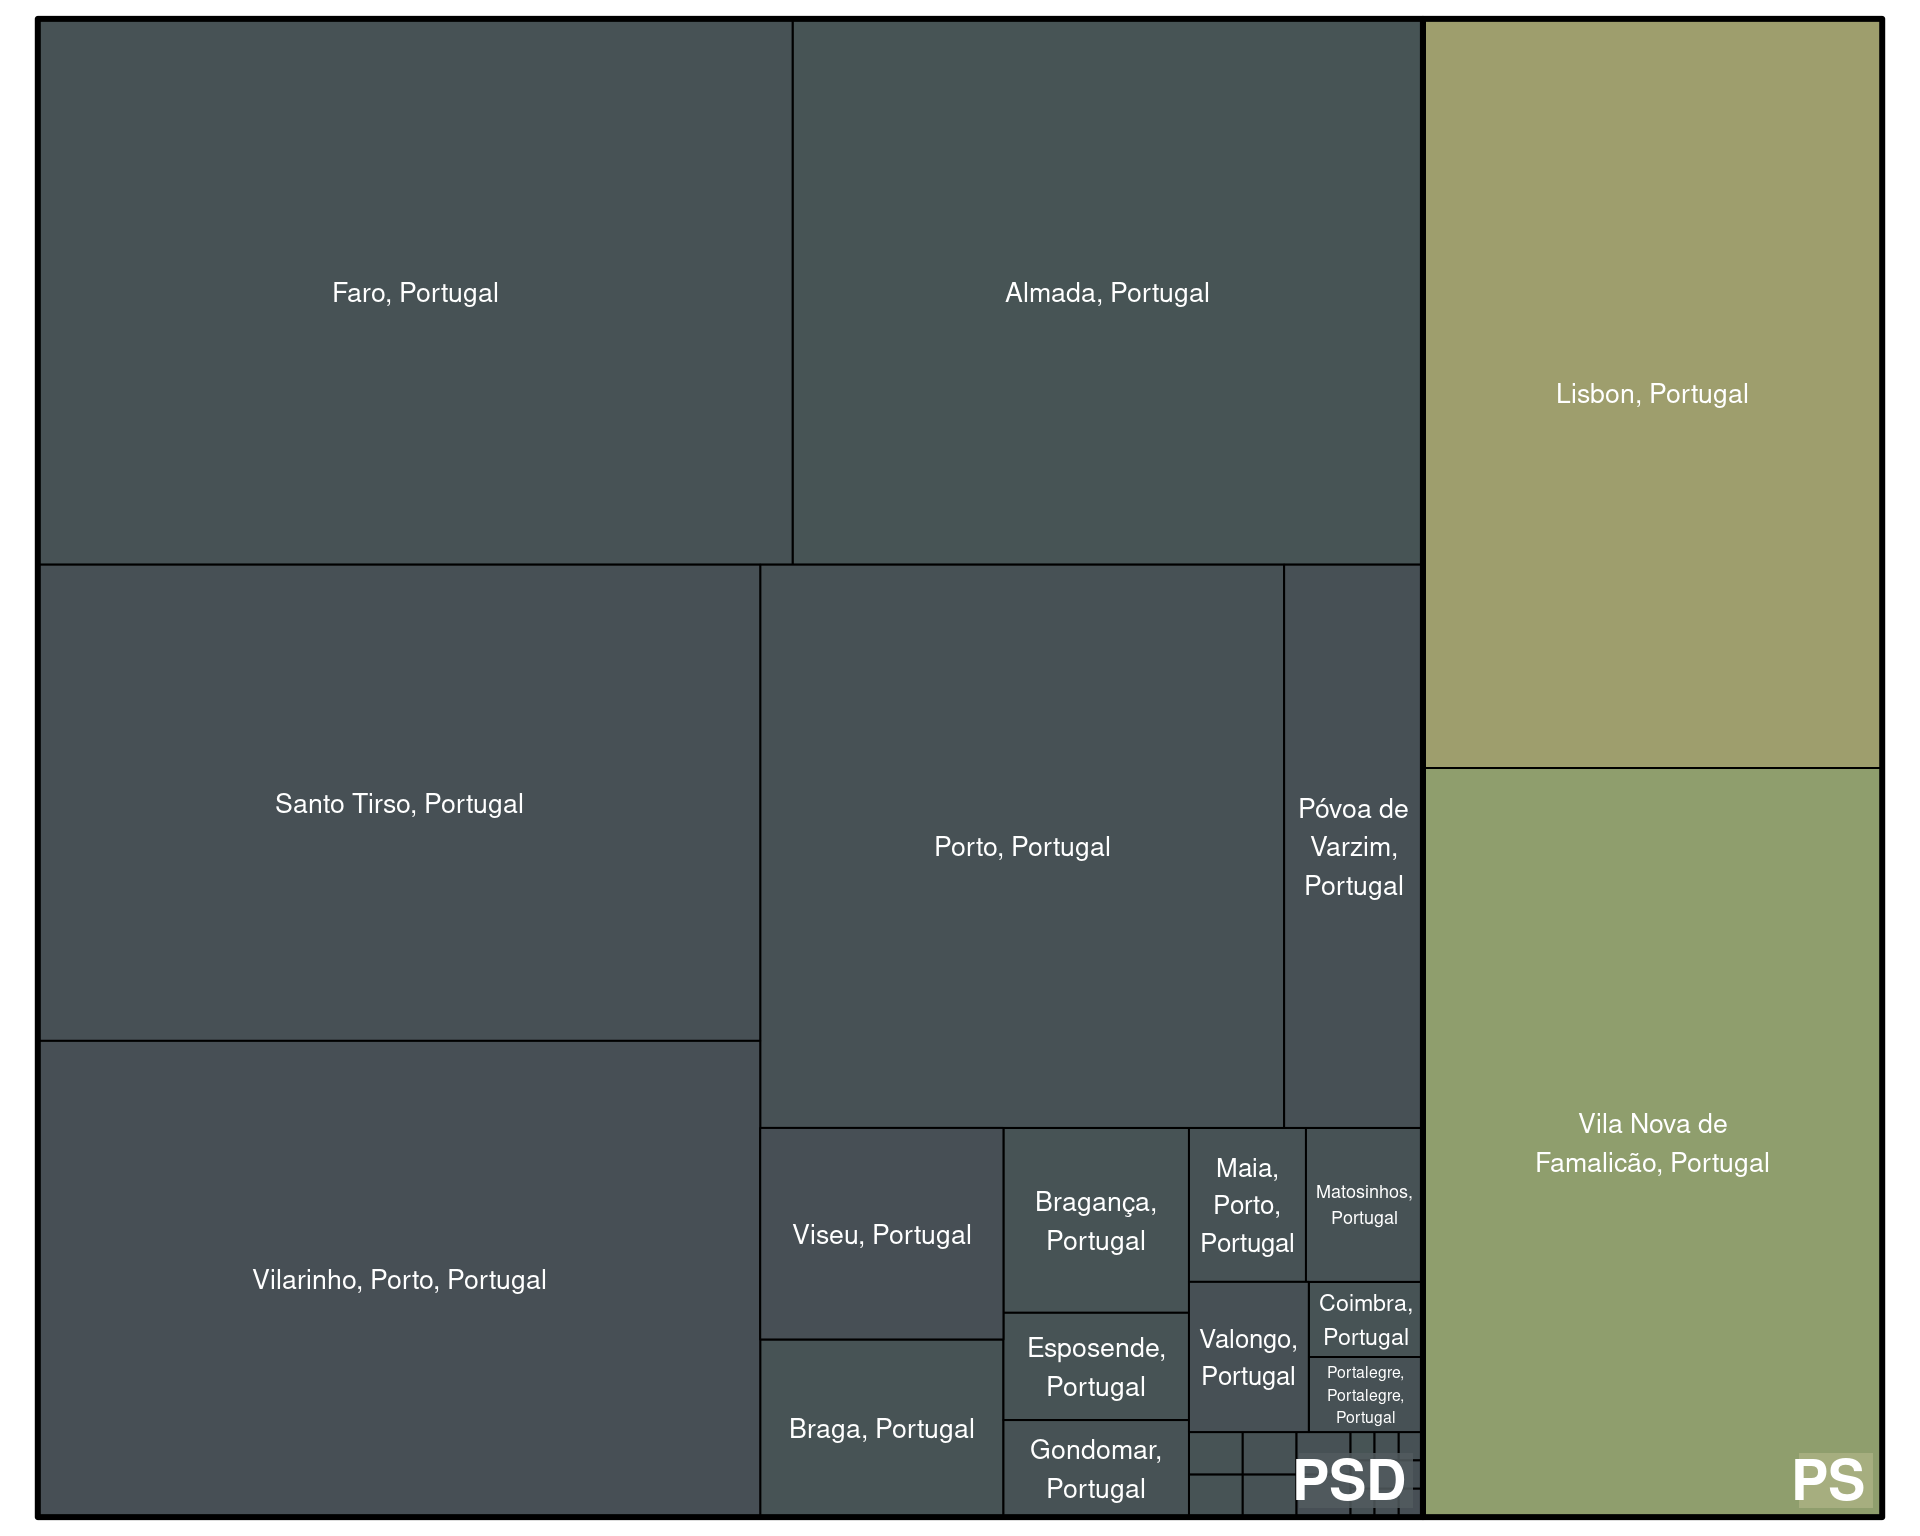 Faro, Portugal
Almada, Portugal
Lisbon, Portugal
Santo Tirso, Portugal
Porto, Portugal
Póvoa de
Varzim,
Portugal
Vila Nova de
Famalicão, Portugal
Vilarinho, Porto, Portugal
Viseu, Portugal
Bragança,
Portugal
Maia,
Porto,
Portugal
Matosinhos,
Portugal
Braga, Portugal
Esposende,
Portugal
Valongo,
Portugal
Coimbra,
Portugal
Portalegre,
Portalegre,
Portugal
Gondomar,
Portugal
PSD
PS